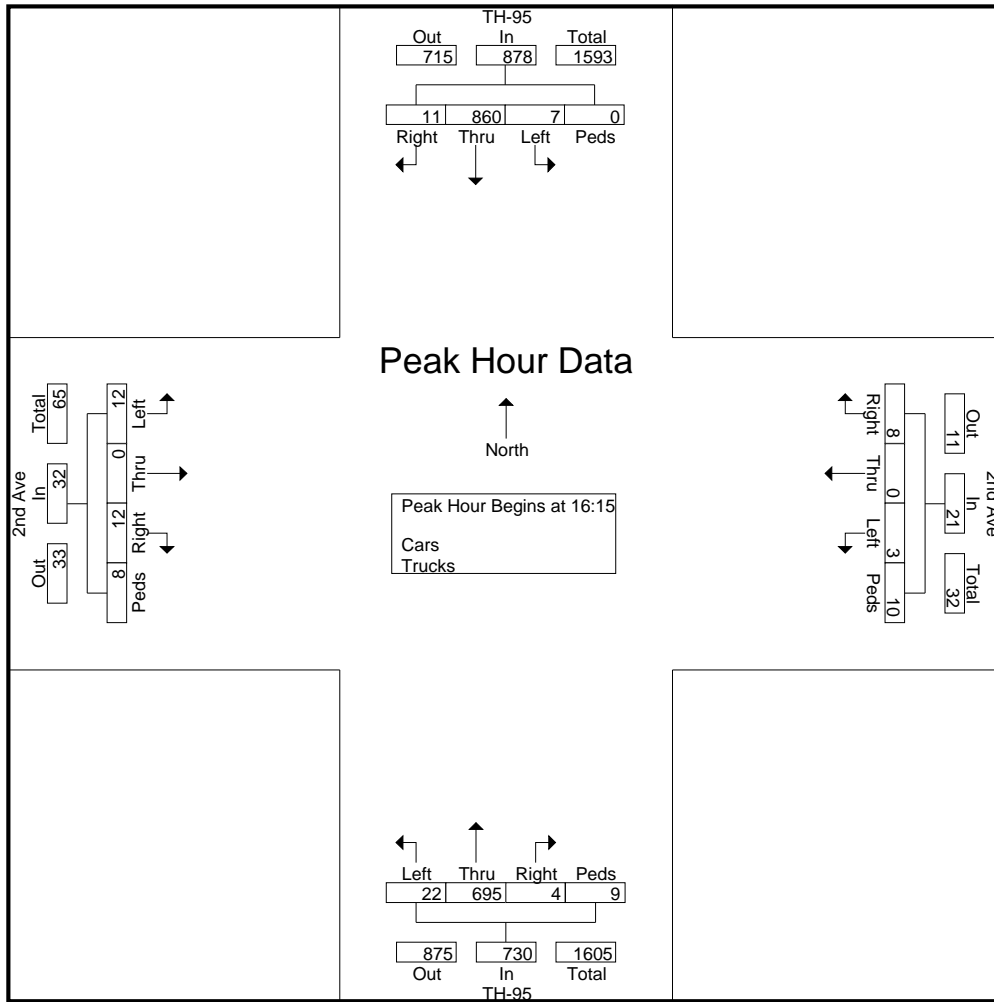 TH-95
Out In Total
715 878 1593
11 860 7 0
Right Thru Left Peds
Peak Hour Data
North
Peak Hour Begins at 16:15
Cars
Trucks
2nd Ave
Total In Out
65 32 33
12 0 12 8
Left Thru Right Peds
Right Thru Left Peds
8 0 3 10
Out In Total
11 21 32
2nd Ave
Left Thru Right Peds
22 695 4 9
875 730 1605
Out In Total
TH-95